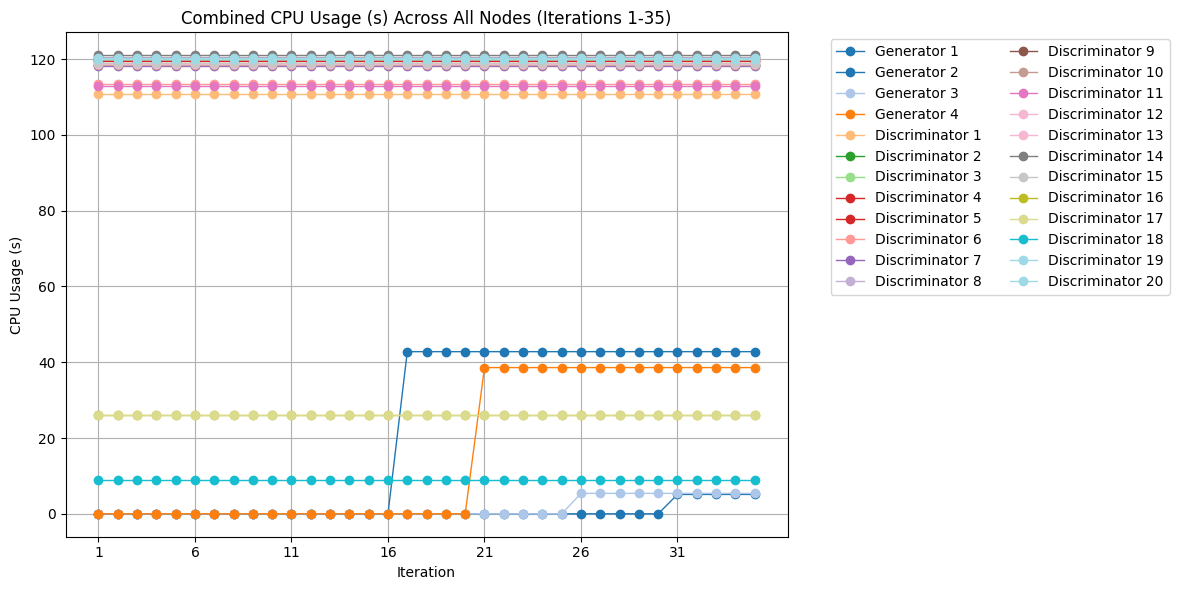 Combined CPU Usage (s) Across All Nodes (Iterations 1-35)
120
100
80
60
40
20
0
CPU Usage (s)
1
6
11
16
21
26
31
Iteration
Generator 1
Generator 2
Generator 3
Generator 4
Discriminator 1
Discriminator 2
Discriminator 3
Discriminator 4
Discriminator 5
Discriminator 6
Discriminator 7
Discriminator 8
Discriminator 9
Discriminator 10
Discriminator 11
Discriminator 12
Discriminator 13
Discriminator 14
Discriminator 15
Discriminator 16
Discriminator 17
Discriminator 18
Discriminator 19
Discriminator 20